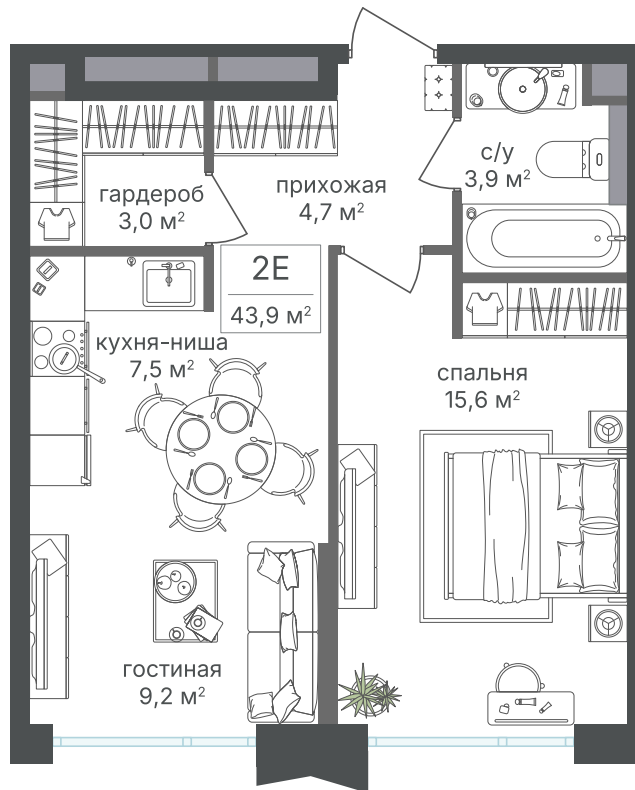 гардероб
3,0 м²
прихожая
4,7 м²
с/у
3,9 м²
2Е
43,9 м²
кухня-ниша
7,5 м²
спальня
15,6 м²
гостиная
9,2 м²